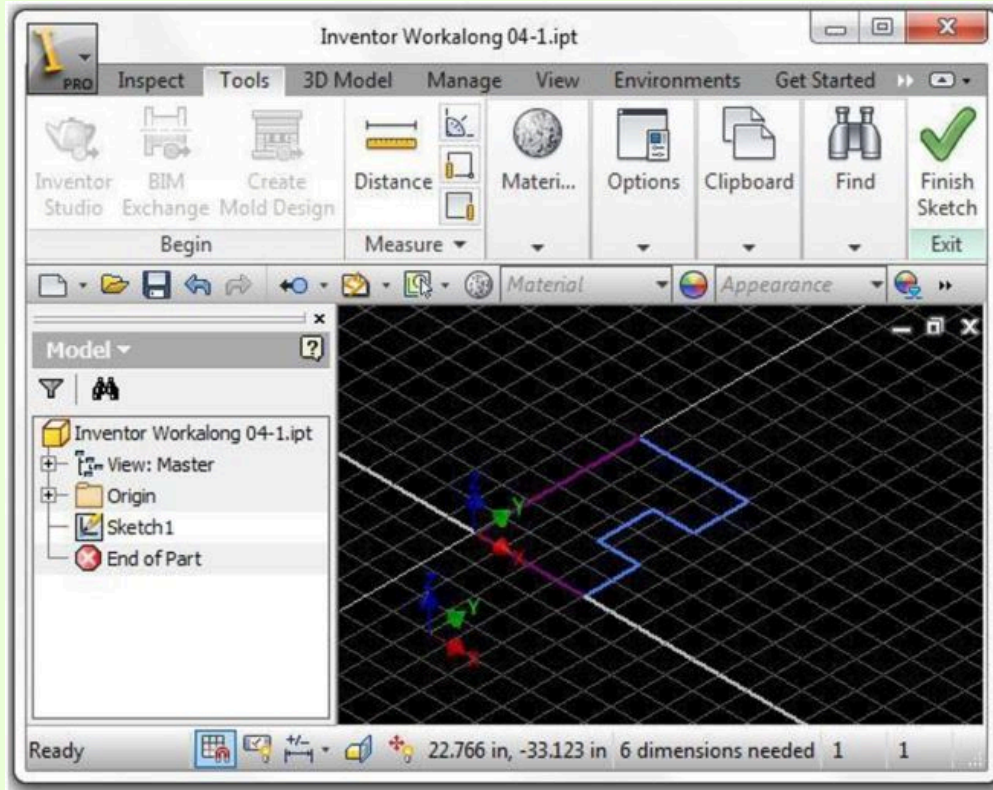 Inventor Workalong 04-1.ipt
PRO Inspect Tools 3D Model Manage View Environments Get Started
Inventor Studio
BIM Exchange
Create Mold Design
Distance
Materi...
Options
Clipboard
Find
Finish Sketch
Begin
Measure
Exit
Material
Appearance
Model
Inventor Workalong 04-1.ipt
View: Master
Origin
Sketch1
End of Part
Z
Y
X
Z
Y
X
Ready 22.766 in, -33.123 in 6 dimensions needed 1 1